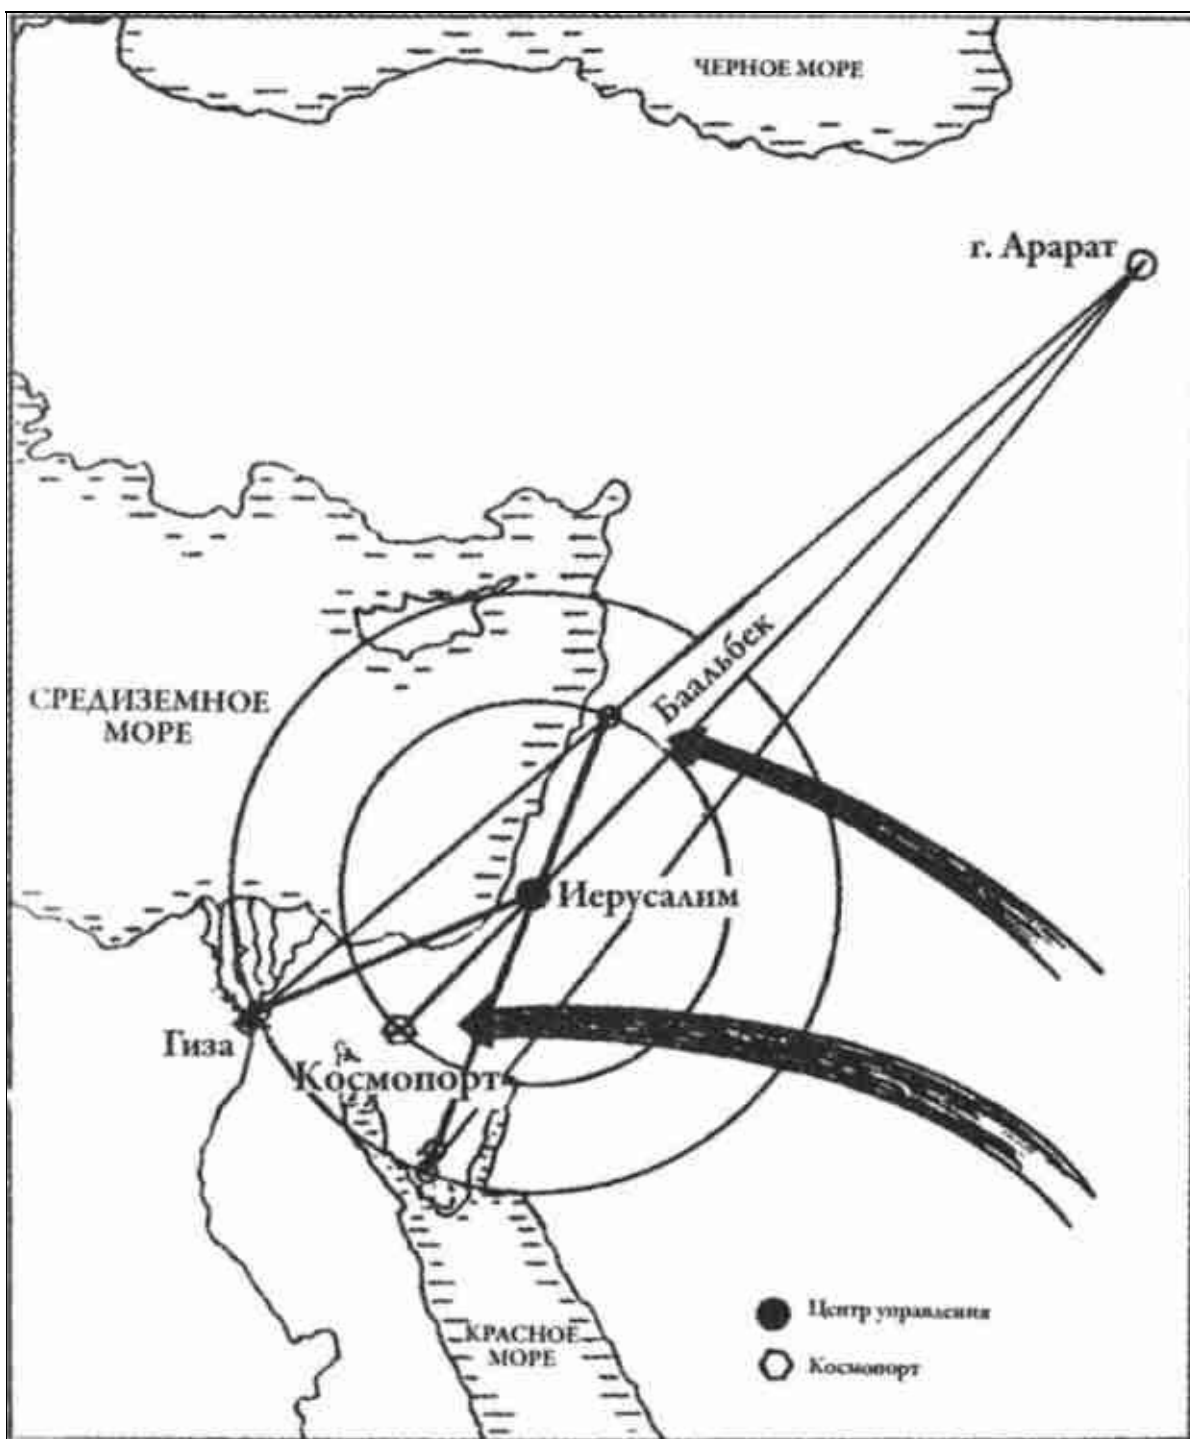 ЧЕРНОЕ МОРЕ
г. Арарат
Баальбек
СРЕДИЗЕМНОЕ
МОРЕ
Иерусалим
Гиза
Космопорт
Центр управления
КРАСНОЕ
МОРЕ
Космопорт